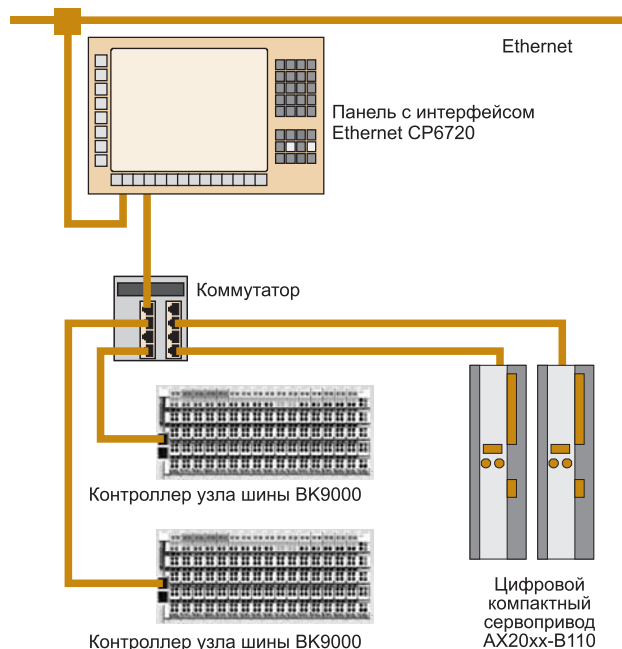 Ethernet
Панель с интерфейсом
Ethernet CP6720
Коммутатор
Контроллер узла шины BK9000
Контроллер узла шины BK9000
Цифровой
компактный
сервопривод
AX20xx-B110